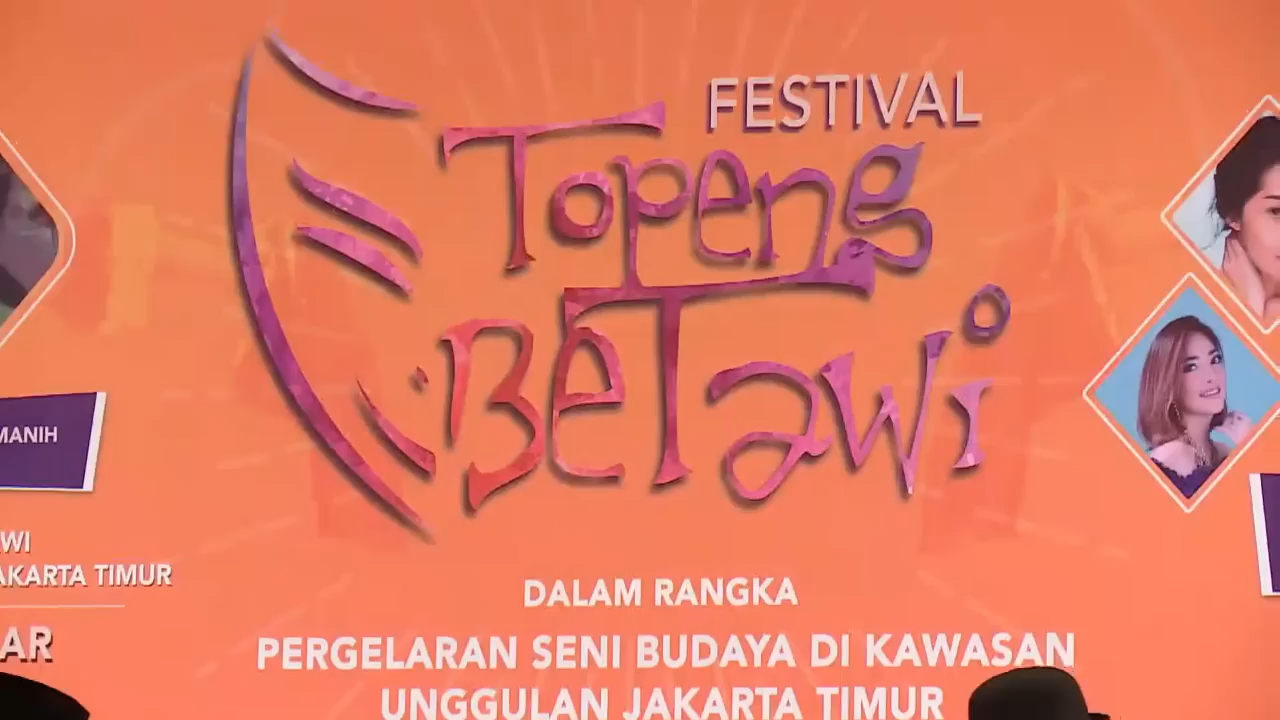 FESTIVAL
Topeng
BeTawi
DALAM RANGKA
PERGELARAN SENI BUDAYA DI KAWASAN
UNGGULAN JAKARTA TIMUR
MANIH
WI
AKARTA TIMUR
AR